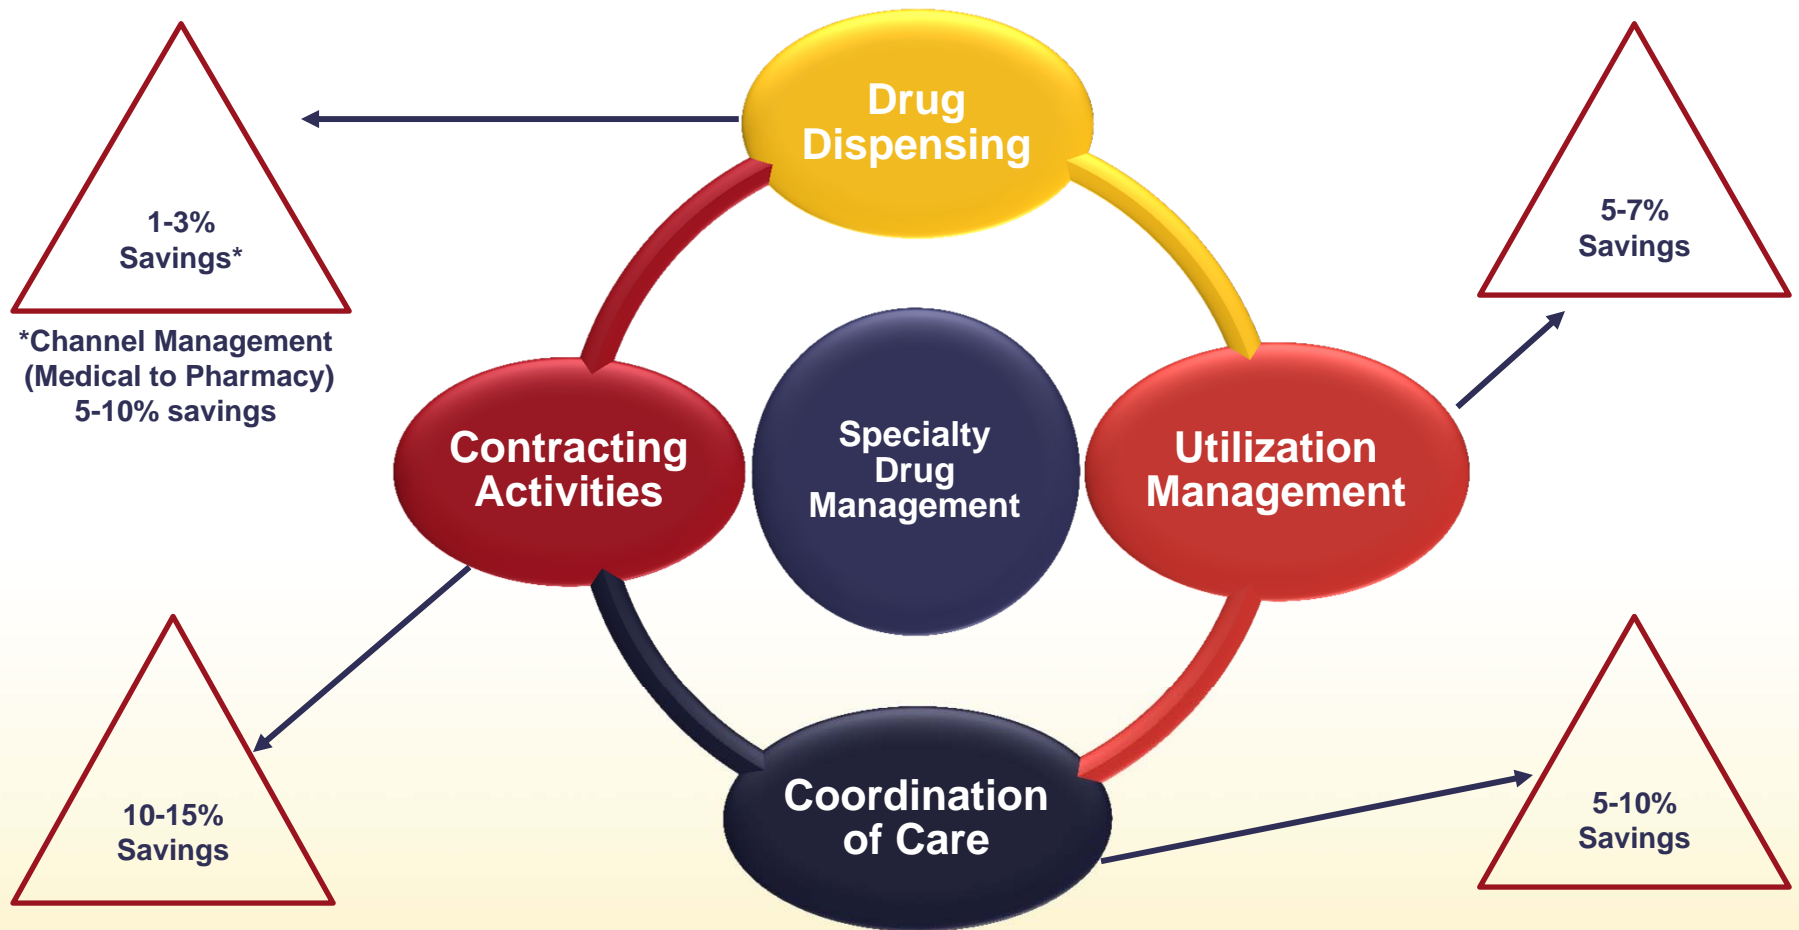 Drug
Dispensing
1-3%
Savings*
*Channel Management
(Medical to Pharmacy)
5-10% savings
5-7%
Savings
Contracting
Activities
Specialty
Drug
Management
Utilization
Management
10-15%
Savings
Coordination
of Care
5-10%
Savings